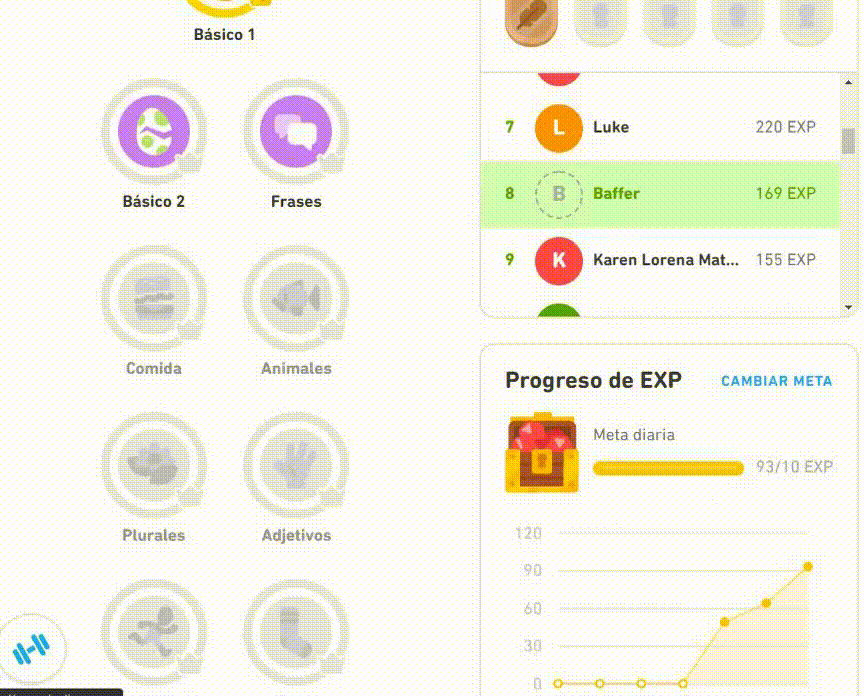 Básico 1
Básico 2
Frases
Comida
Animales
Plurales
Adjetivos
7 L Luke 220 EXP
8 B Baffer 169 EXP
9 K Karen Lorena Mat... 155 EXP
Progreso de EXP
CAMBIAR META
Meta diaria
93/10 EXP
120
90
60
30
0